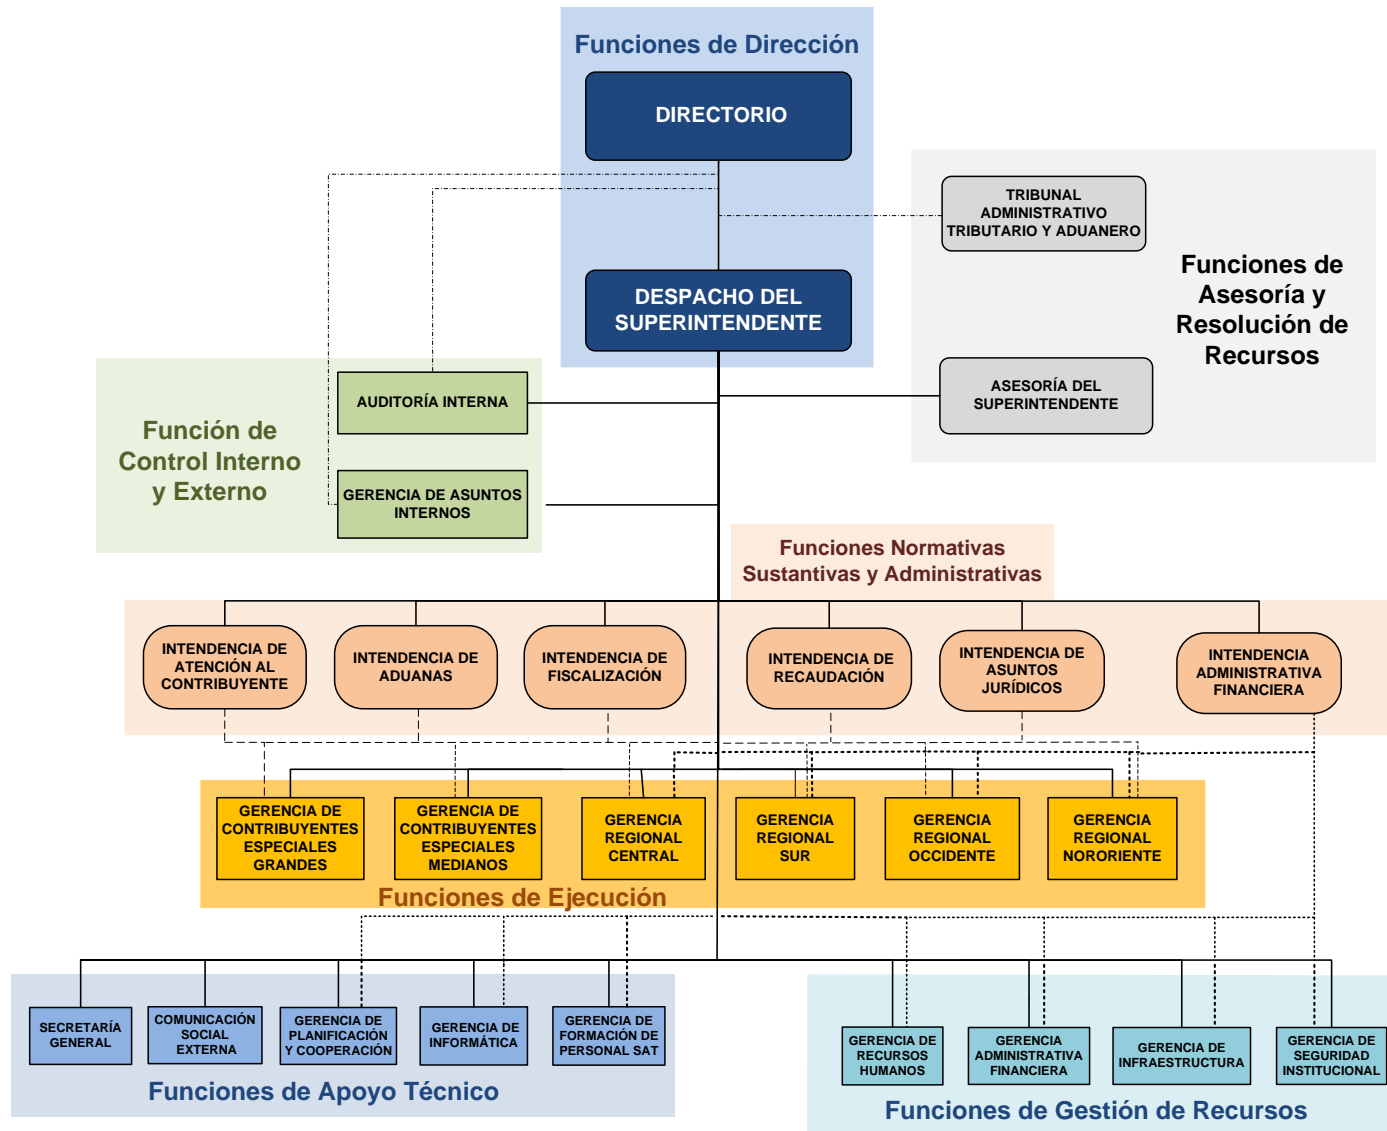 Funciones de Dirección
DIRECTORIO
TRIBUNAL
ADMINISTRATIVO
TRIBUTARIO Y ADUANERO
Funciones de
Asesoría y
Resolución de
Recursos
DESPACHO DEL
SUPERINTENDENTE
ASESORÍA DEL
SUPERINTENDENTE
AUDITORÍA INTERNA
Función de
Control Interno
y Externo
GERENCIA DE ASUNTOS
INTERNOS
Funciones Normativas
Sustantivas y Administrativas
INTENDENCIA DE
ATENCIÓN AL
CONTRIBUYENTE
INTENDENCIA DE
ADUANAS
INTENDENCIA DE
FISCALIZACIÓN
INTENDENCIA DE
RECAUDACIÓN
INTENDENCIA DE
ASUNTOS
JURÍDICOS
INTENDENCIA
ADMINISTRATIVA
FINANCIERA
GERENCIA DE
CONTRIBUYENTES
ESPECIALES
GRANDES
GERENCIA DE
CONTRIBUYENTES
ESPECIALES
MEDIANOS
GERENCIA
REGIONAL
CENTRAL
GERENCIA
REGIONAL
SUR
GERENCIA
REGIONAL
OCCIDENTE
GERENCIA
REGIONAL
NORORIENTE
Funciones de Ejecución
SECRETARÍA
GENERAL
COMUNICACIÓN
SOCIAL
EXTERNA
GERENCIA DE
PLANIFICACIÓN
Y COOPERACIÓN
GERENCIA DE
INFORMÁTICA
GERENCIA DE
FORMACIÓN DE
PERSONAL SAT
GERENCIA DE
RECURSOS
HUMANOS
GERENCIA
ADMINISTRATIVA
FINANCIERA
GERENCIA DE
INFRAESTRUCTURA
GERENCIA DE
SEGURIDAD
INSTITUCIONAL
Funciones de Apoyo Técnico
Funciones de Gestión de Recursos